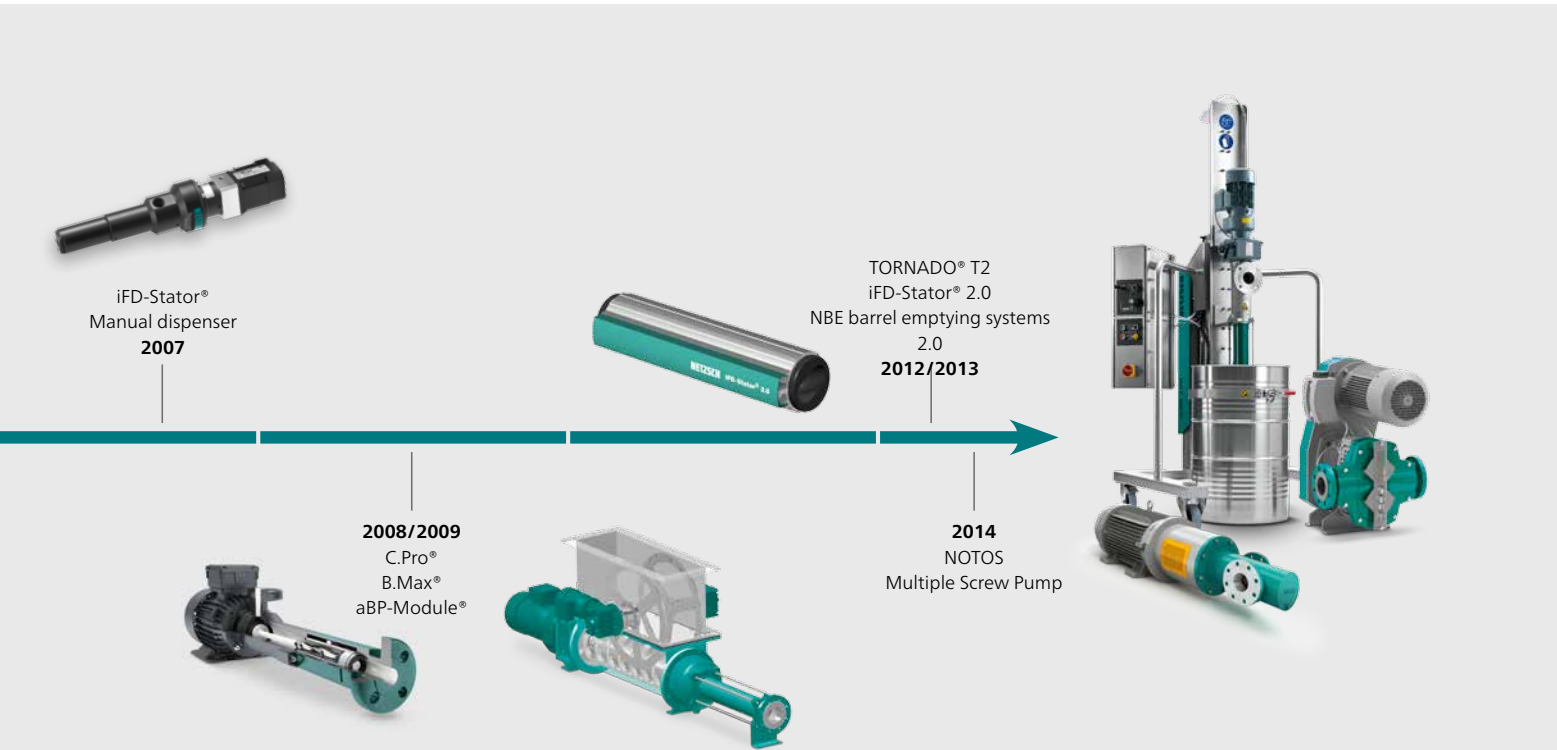 iFD-Stator®
Manual dispenser
2007
NETZSCH iFD-Stator® 2.0
TORNADO® T2
iFD-Stator® 2.0
NBE barrel emptying systems
2.0
2012/2013
2008/2009
C.Pro®
B.Max®
aBP-Module®
2014
NOTOS
Multiple Screw Pump